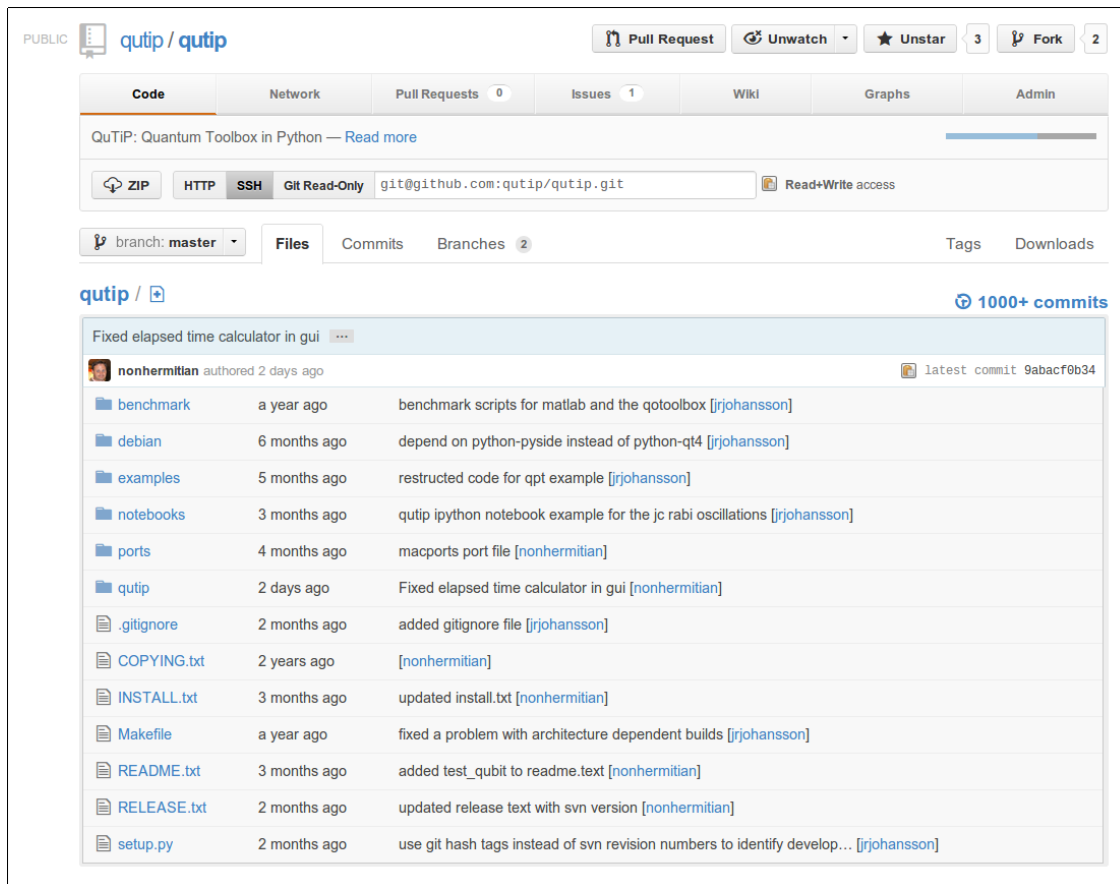 PUBLIC qutip / qutip Pull Request Unwatch Unstar 3 Fork 2
Code Network Pull Requests 0 Issues 1 Wiki Graphs Admin
QuTiP: Quantum Toolbox in Python — Read more
ZIP HTTP SSH Git Read-Only git@github.com:qutip/qutip.git Read+Write access
branch: master Files Commits Branches 2 Tags Downloads
qutip / 1000+ commits
Fixed elapsed time calculator in gui ...
nonhermitian authored 2 days ago latest commit 9abacf0b34
benchmark a year ago benchmark scripts for matlab and the qotoolbox [jrjohansson]
debian 6 months ago depend on python-pyside instead of python-qt4 [jrjohansson]
examples 5 months ago restructed code for qpt example [jrjohansson]
notebooks 3 months ago qutip ipython notebook example for the jc rabi oscillations [jrjohansson]
ports 4 months ago macports port file [nonhermitian]
qutip 2 days ago Fixed elapsed time calculator in gui [nonhermitian]
.gitignore 2 months ago added gitignore file [jrjohansson]
COPYING.txt 2 years ago [nonhermitian]
INSTALL.txt 3 months ago updated install.txt [nonhermitian]
Makefile a year ago fixed a problem with architecture dependent builds [jrjohansson]
README.txt 3 months ago added test_qubit to readme.text [nonhermitian]
RELEASE.txt 2 months ago updated release text with svn version [nonhermitian]
setup.py 2 months ago use git hash tags instead of svn revision numbers to identify develop… [jrjohansson]